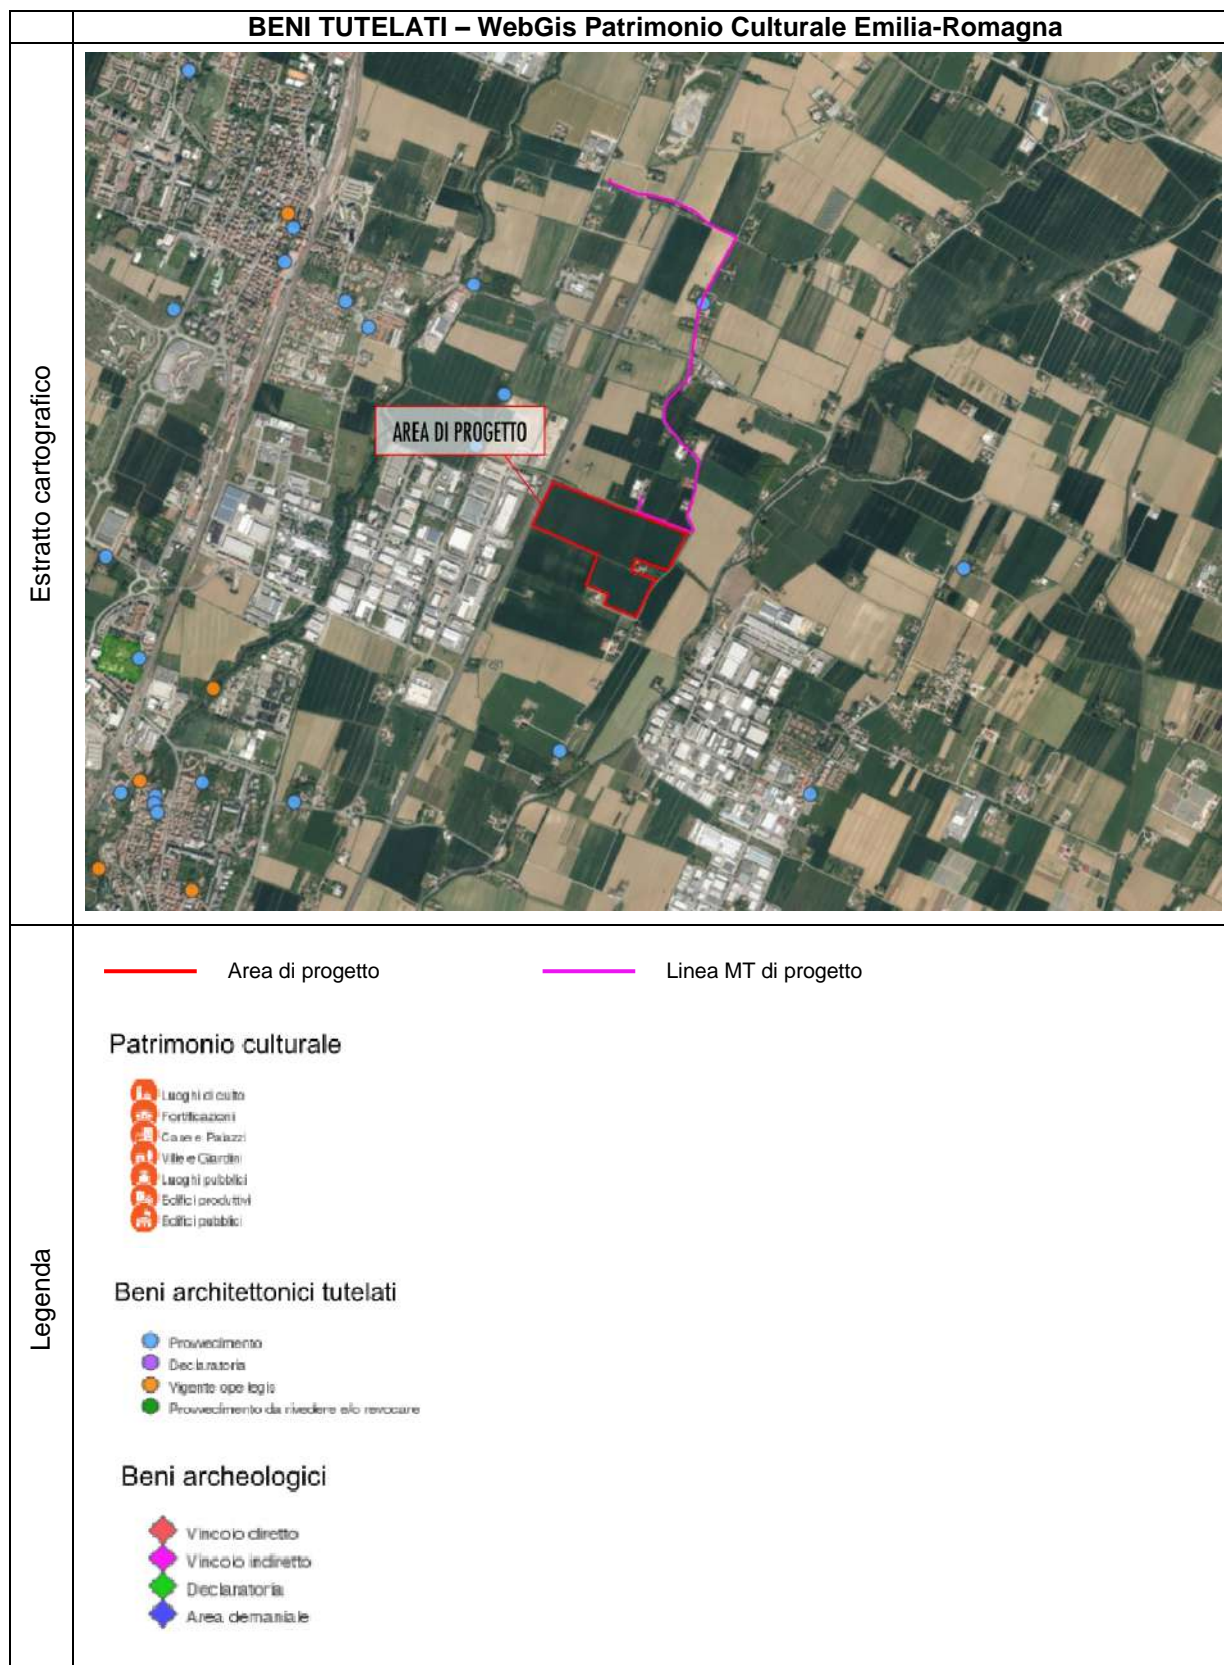 BENI TUTELATI – WebGis Patrimonio Culturale Emilia-Romagna
Estratto cartografico
AREA DI PROGETTO
Legenda
Area di progetto
Linea MT di progetto
Patrimonio culturale
Luoghi di culto
Fortificazioni
Case e Palazzi
Ville e Giardini
Luoghi pubblici
Edifici produttivi
Edifici pubblici
Beni architettonici tutelati
Provvedimento
Declaratoria
Vigente ope legis
Provvedimento da rivedere e/o revocare
Beni archeologici
Vincolo diretto
Vincolo indiretto
Declaratoria
Area demaniale